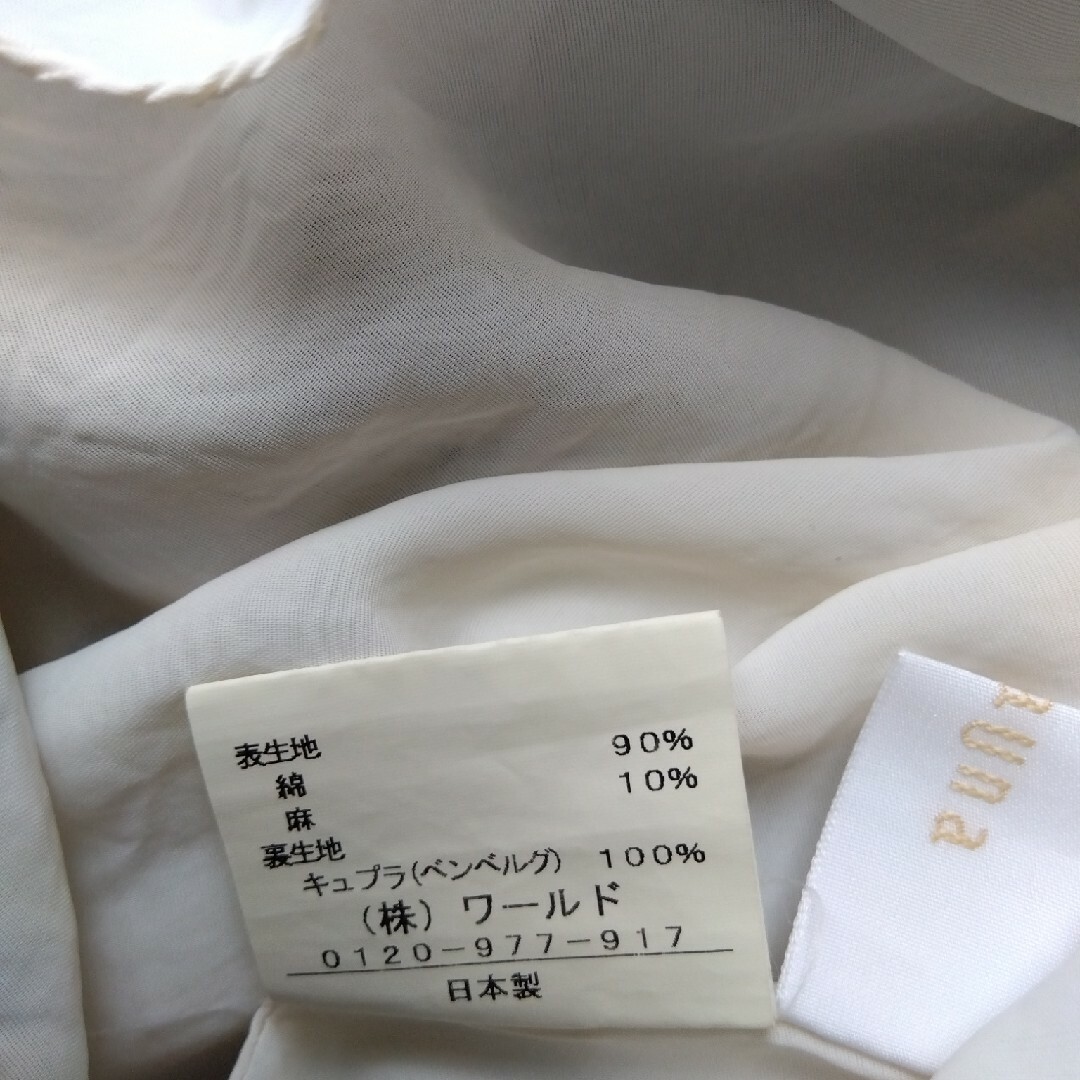 表生地
綿 90%
麻 10%
裏生地
キュプラ(ベンベルグ) 100%
(株) ワールド
0120-977-917
日本製